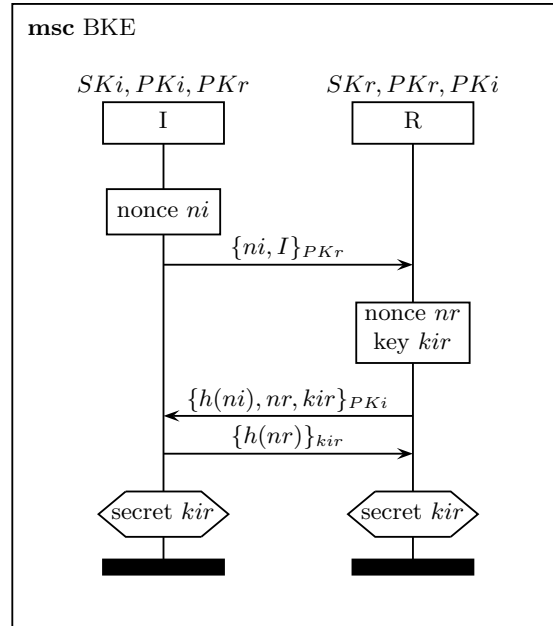 msc BKE
SKi, PKi, PKr
SKr, PKr, PKi
I
R
nonce ni
{ni, I}PKr
nonce nr
key kir
{h(ni), nr, kir}PKi
{h(nr)}kir
secret kir
secret kir